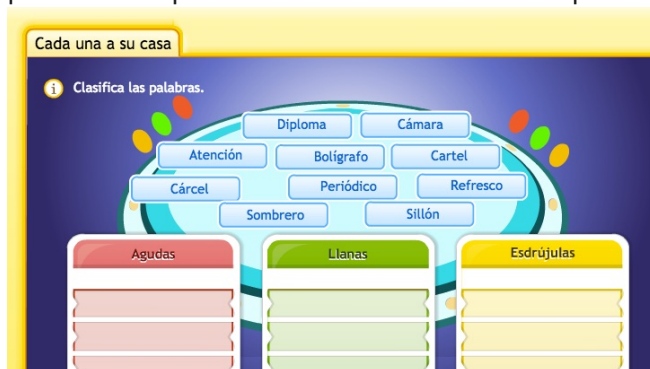 Cada una a su casa
i Clasifica las palabras.
Diploma Cámara
Atención Bolígrafo Cartel
Cárcel Periódico Refresco
Sombrero Sillón
Agudas Llanas Esdrújulas